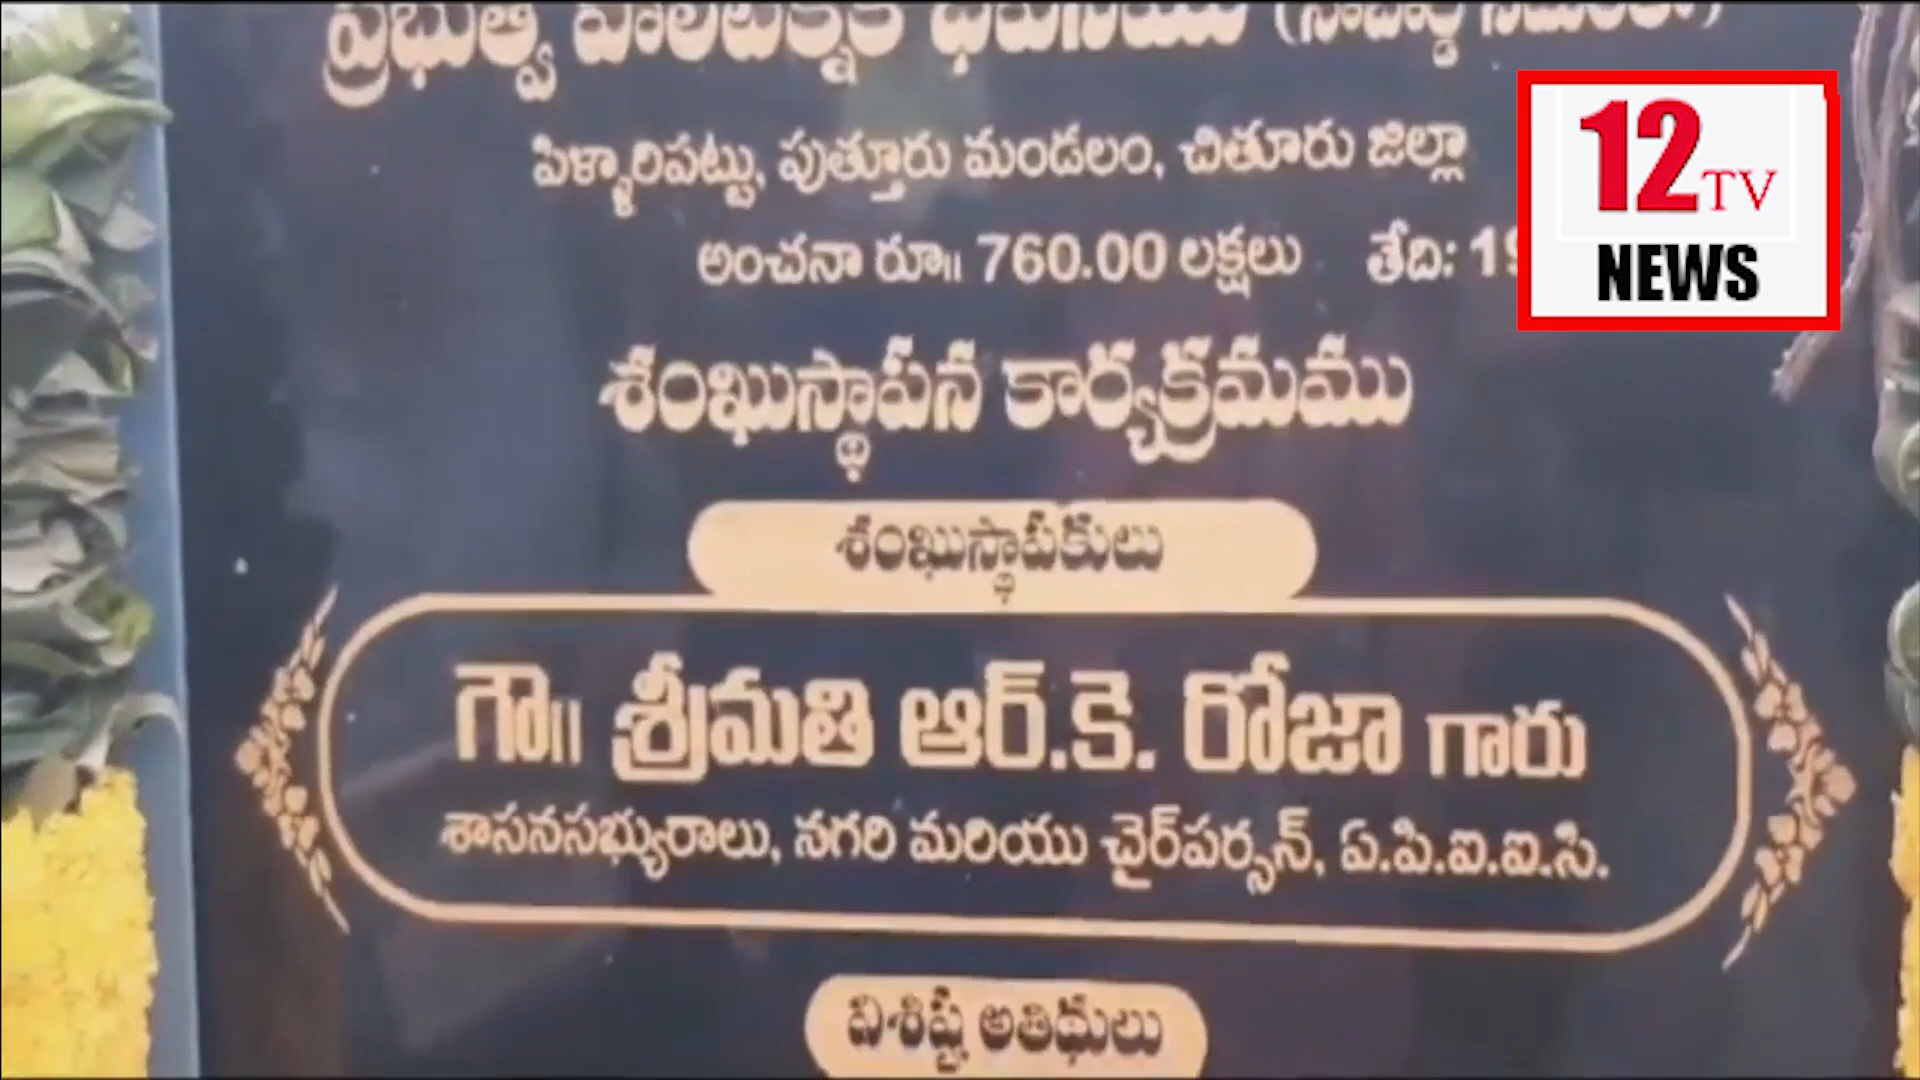 ప్రభుత్వ పాలిటెక్నిక్
పిళ్ళారిపట్టు, పుత్తూరు మండలం, చితూరు జిల్లా
అంచనా రూ॥ 760.00 లక్షలు తేది: 19
శంఖుస్థాపన కార్యక్రమము
శంఖుస్థాపకులు
గౌ॥ శ్రీమతి ఆర్.కె. రోజా గారు
శాసనసభ్యురాలు, నగరి మరియు చైర్‌పర్సన్, ఏ.పి.ఐ.ఐ.సి.
విశిష్ట అతిథులు
12 TV
NEWS